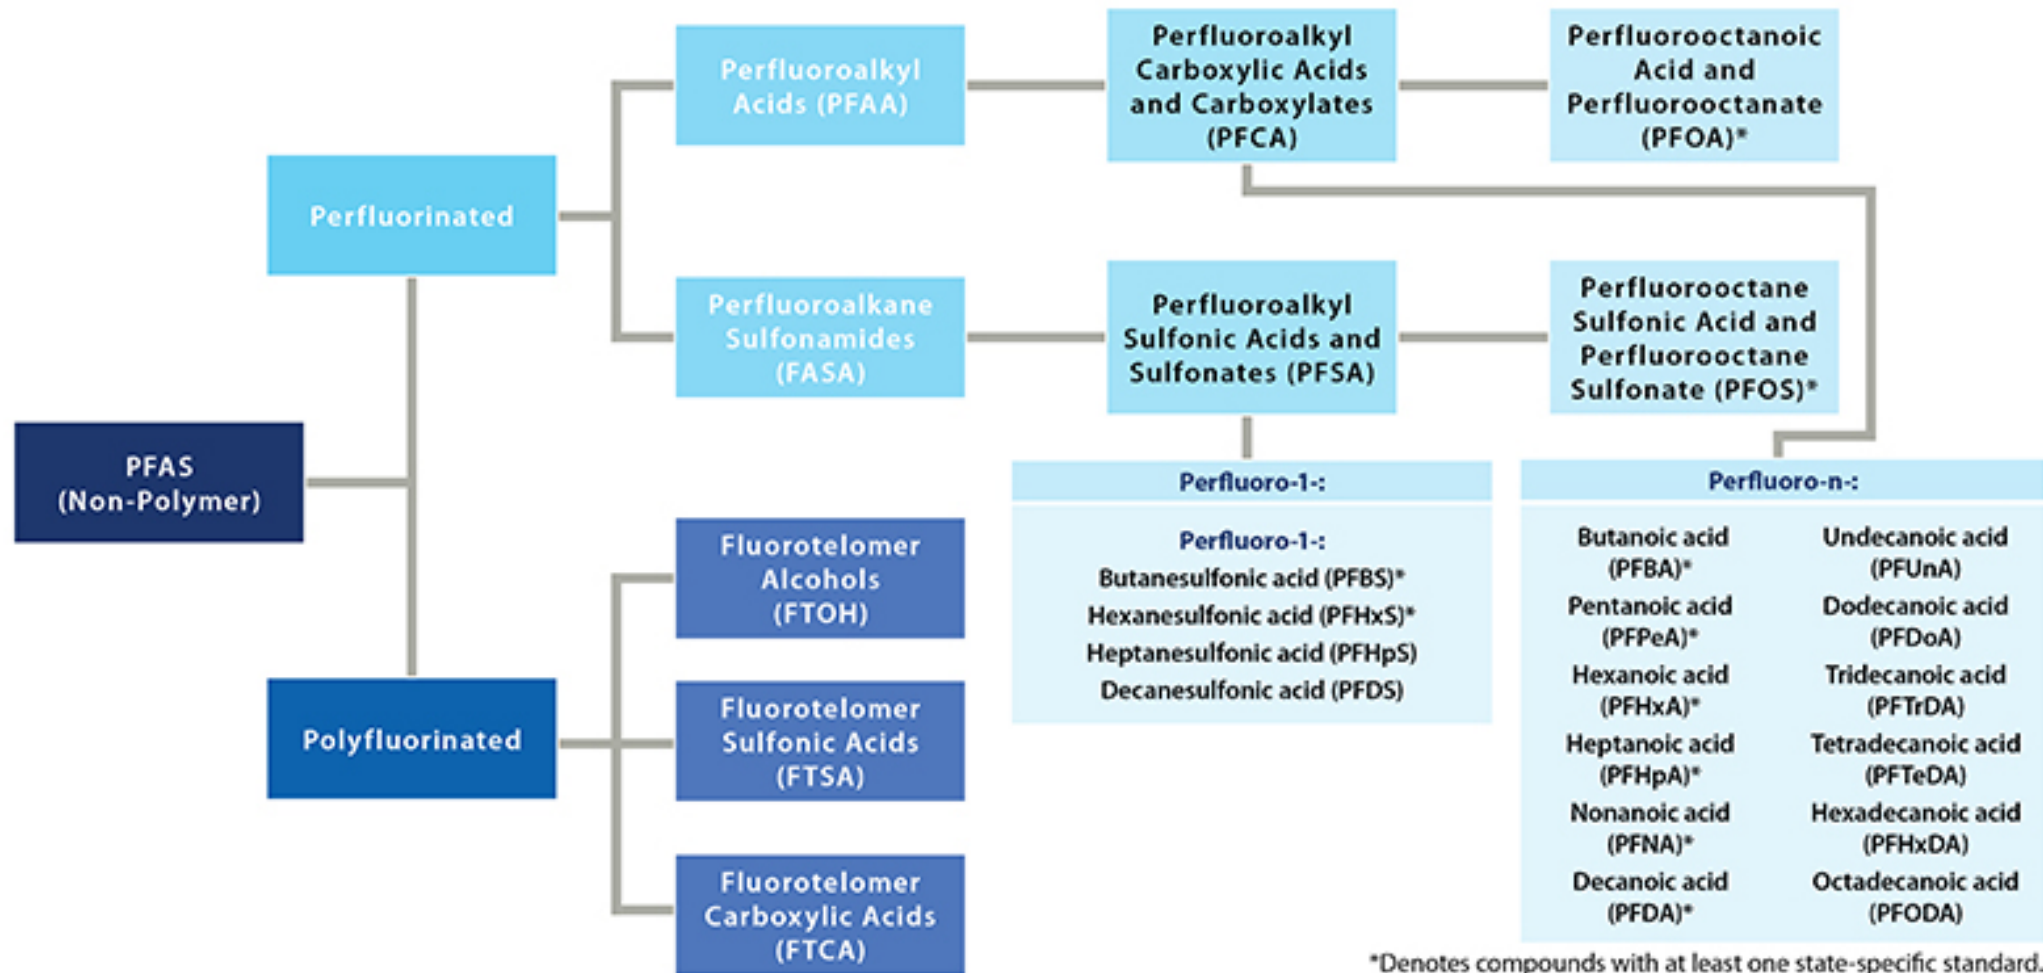 PFAS
(Non-Polymer)
Perfluorinated
Polyfluorinated
Perfluoroalkyl
Acids (PFAA)
Perfluoroalkane
Sulfonamides
(FASA)
Fluorotelomer
Alcohols
(FTOH)
Fluorotelomer
Sulfonic Acids
(FTSA)
Fluorotelomer
Carboxylic Acids
(FTCA)
Perfluoroalkyl
Carboxylic Acids
and Carboxylates
(PFCA)
Perfluoroalkyl
Sulfonic Acids and
Sulfonates (PFSA)
Perfluorooctanoic
Acid and
Perfluorooctanate
(PFOA)*
Perfluorooctane
Sulfonic Acid and
Perfluorooctane
Sulfonate (PFOS)*
Perfluoro-1-:
Perfluoro-1-:
Butanesulfonic acid (PFBS)*
Hexanesulfonic acid (PFHxS)*
Heptanesulfonic acid (PFHpS)
Decanesulfonic acid (PFDS)
Perfluoro-n-:
Butanoic acid
(PFBA)*
Pentanoic acid
(PFPeA)*
Hexanoic acid
(PFHxA)*
Heptanoic acid
(PFHpA)*
Nonanoic acid
(PFNA)*
Decanoic acid
(PFDA)*
Undecanoic acid
(PFUnA)
Dodecanoic acid
(PFDoA)
Tridecanoic acid
(PFTrDA)
Tetradecanoic acid
(PFTeDA)
Hexadecanoic acid
(PFHxDA)
Octadecanoic acid
(PFODA)
*Denotes compounds with at least one state-specific standard.